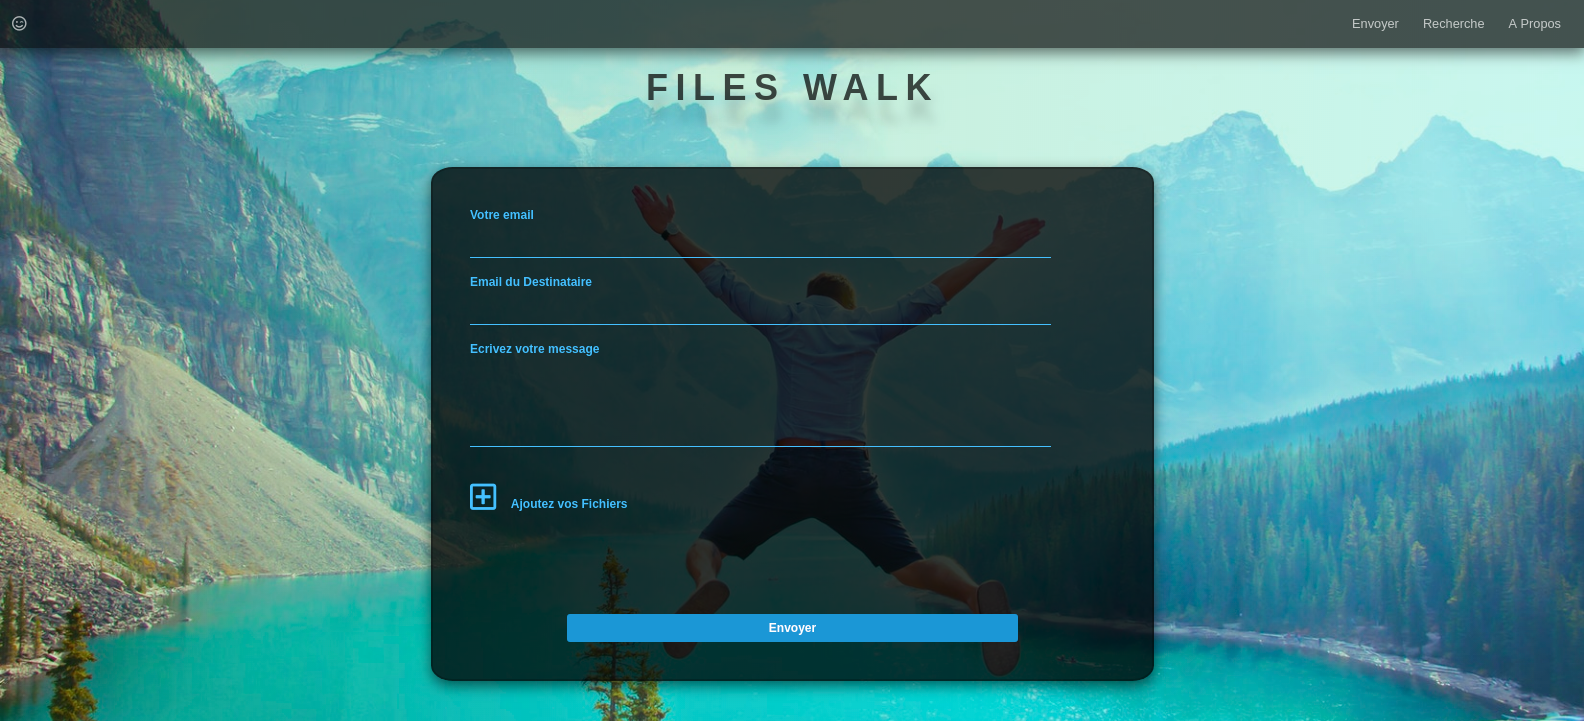 Envoyer Recherche A Propos
FILES WALK
Votre email
Email du Destinataire
Ecrivez votre message
Ajoutez vos Fichiers
Envoyer